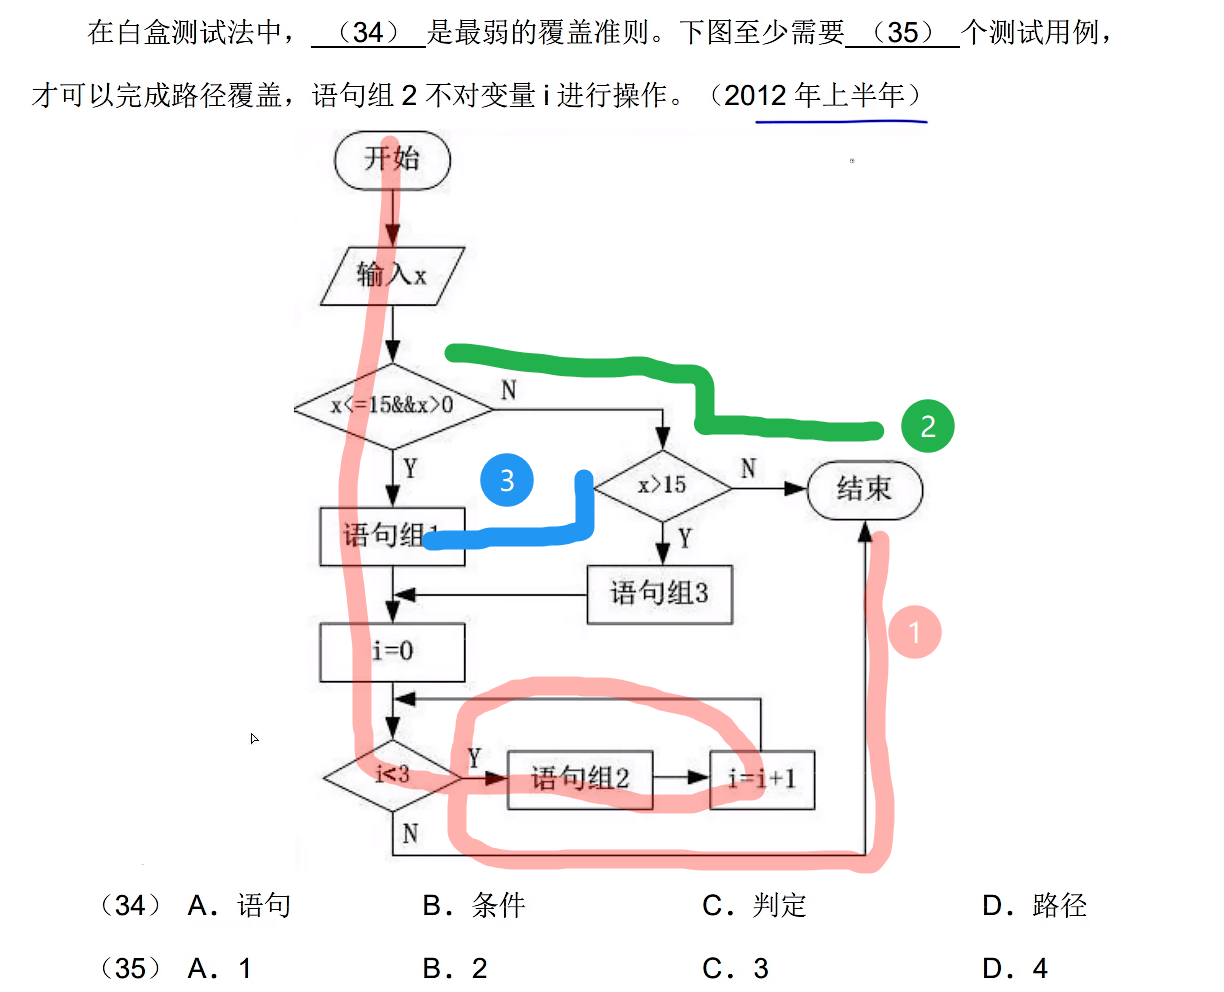 在白盒测试法中，（34）是最弱的覆盖准则。下图至少需要（35）个测试用例，
才可以完成路径覆盖，语句组 2 不对变量 i 进行操作。（2012 年上半年）
开始
输入x
x<=15&&x>0
N
2
Y
3
x>15
N
结束
语句组1
Y
语句组3
1
i=0
i<3
Y
语句组2
i=i+1
N
（34） A．语句 B．条件 C．判定 D．路径
（35） A．1 B．2 C．3 D．4